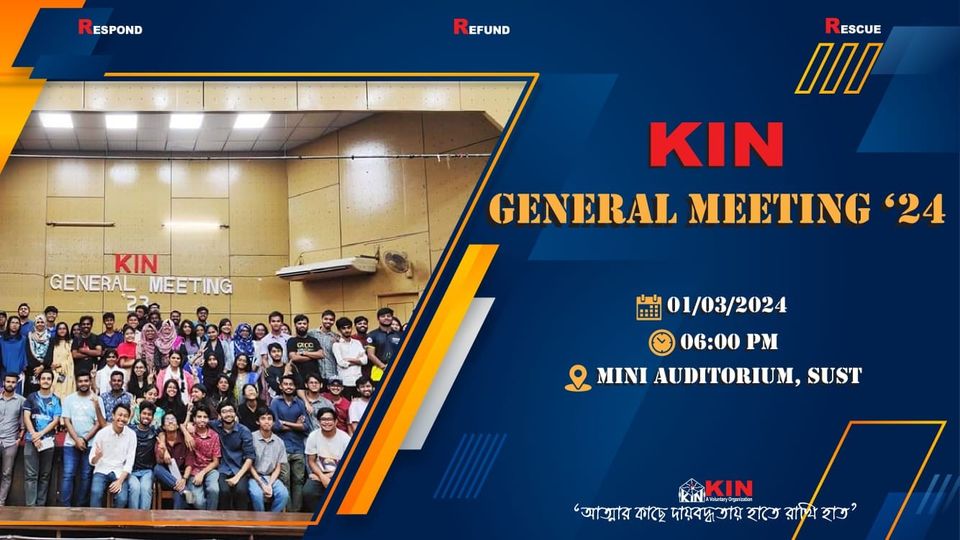 RESPOND
REFUND
RESCUE
KIN
GENERAL MEETING ‘24
01/03/2024
06:00 PM
MINI AUDITORIUM, SUST
KIN
GENERAL MEETING
'23
KIN
KIN
A Voluntary Organization
‘আত্মার কাছে দায়বদ্ধতায় হাতে রাখি হাত’